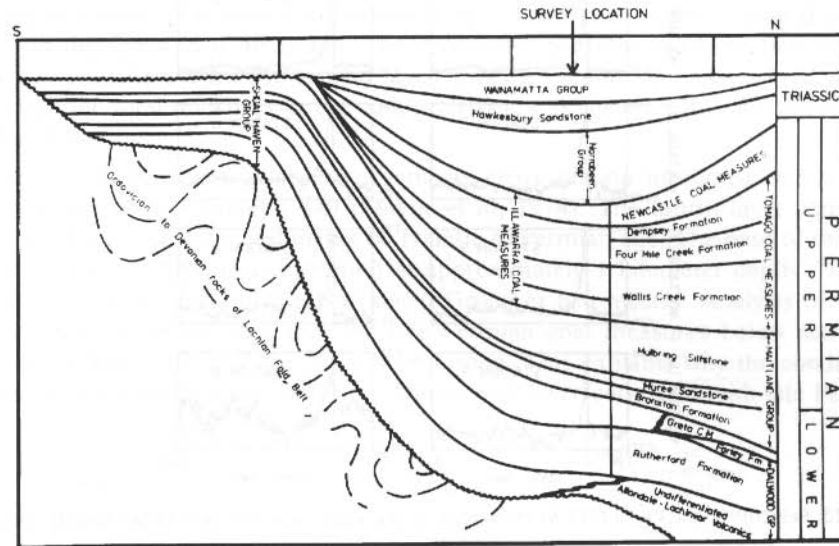 SURVEY LOCATION
S
N
WAINAMATTA GROUP
TRIASSIC
Hawkesbury Sandstone
SHOAL HAVEN
GROUP
Narrabeen
Group
NEWCASTLE COAL MEASURES
Dempsey Formation
Four Mile Creek Formation
ILLAWARRA COAL
MEASURES
Wallis Creek Formation
TOMAGO COAL MEASURES
UPPER
PERMIAN
Ordovician to Devonian rocks of Lachlan Fold Belt
Mulbring Siltstone
Muree Sandstone
Branxton Formation
MAITLAND GROUP
Greta C.M.
Farley Fm
Rutherford Formation
LOWER
DALWOOD GP.
Undifferentiated
Allandale - Lochinvar Volcanics